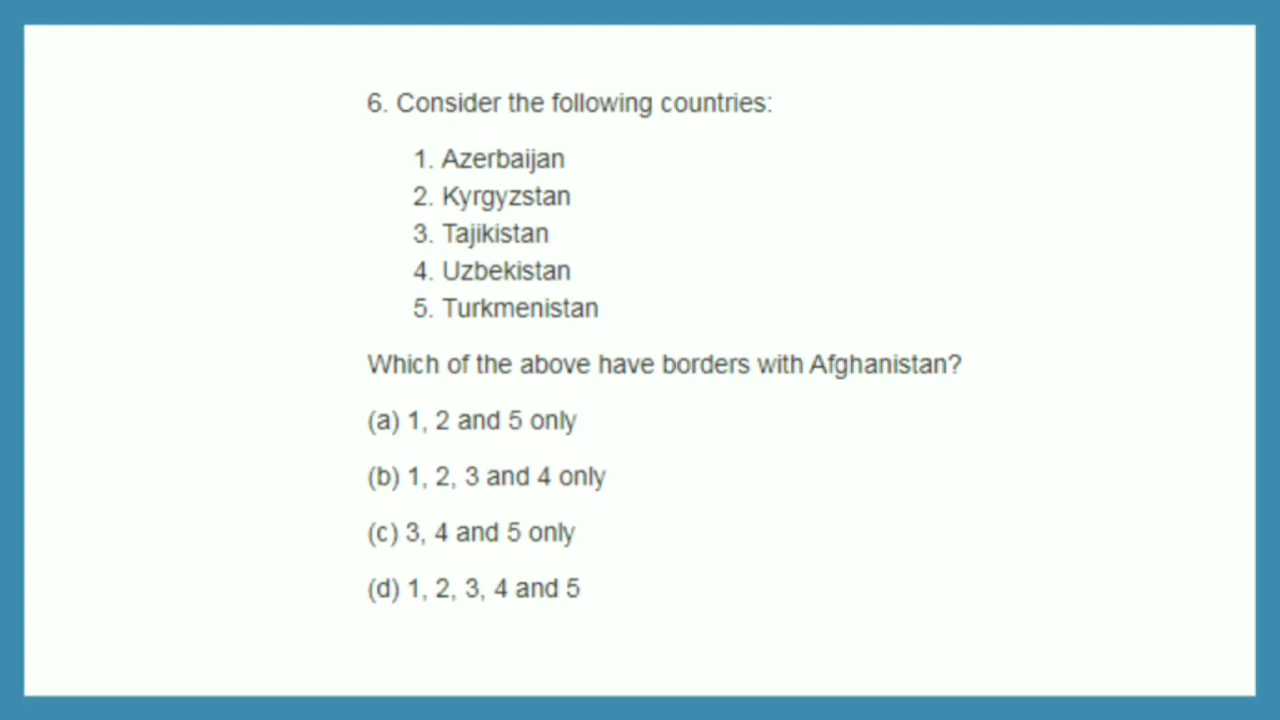 6. Consider the following countries:
1. Azerbaijan
2. Kyrgyzstan
3. Tajikistan
4. Uzbekistan
5. Turkmenistan
Which of the above have borders with Afghanistan?
(a) 1, 2 and 5 only
(b) 1, 2, 3 and 4 only
(c) 3, 4 and 5 only
(d) 1, 2, 3, 4 and 5